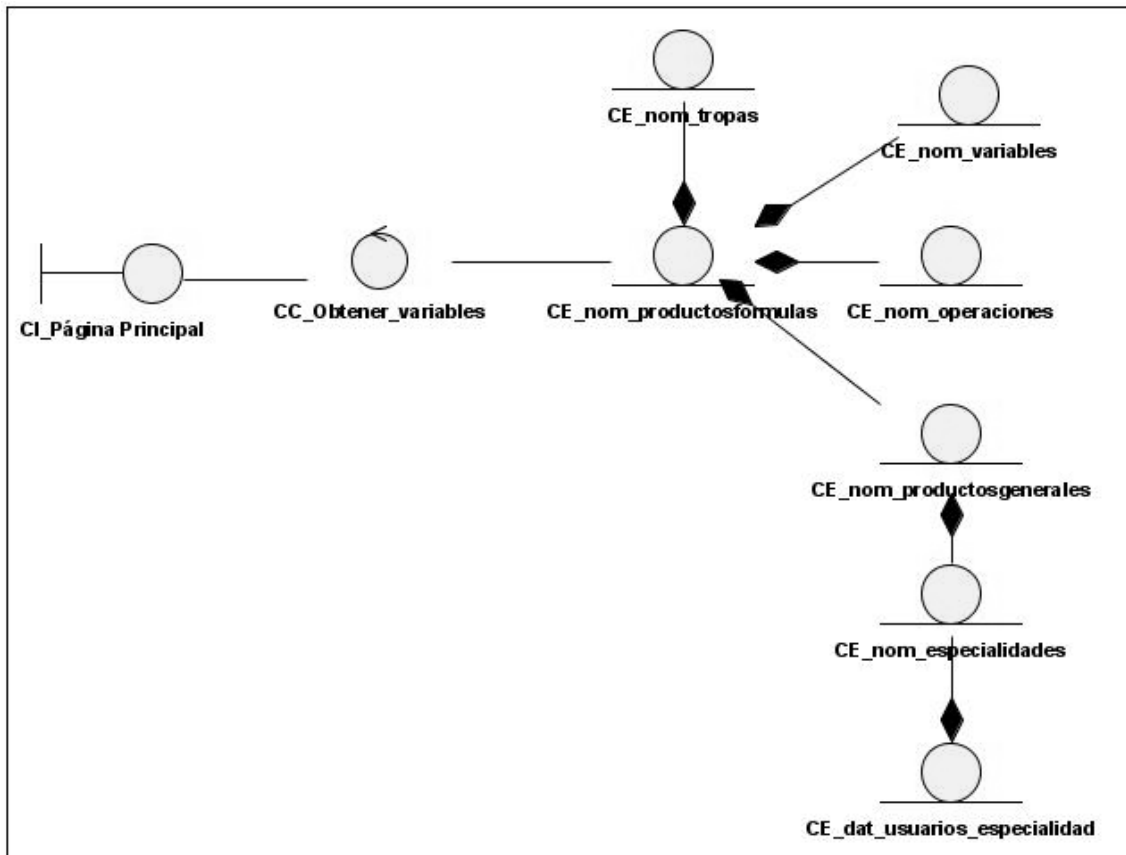 CE_nom_tropas
CE_nom_variables
CI_Página Principal
CC_Obtener_variables
CE_nom_productosformulas
CE_nom_operaciones
CE_nom_productosgenerales
CE_nom_especialidades
CE_dat_usuarios_especialidad